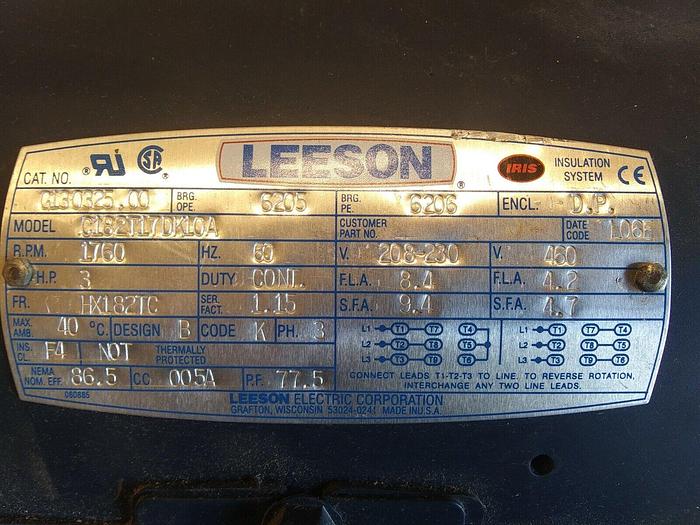 LEESON ®
IRIS INSULATION SYSTEM CE
CAT. NO. G130325.00 BRG. OPE. 6205 BRG. PE. 6206 ENCL. D.P.
MODEL C182T17DK10A CUSTOMER PART NO. DATE CODE
R.P.M. 1760 HZ. 60 V. 208-230 V. 460
H.P. 3 DUTY CONT. F.L.A. 8.4 F.L.A. 4.2
FR. HX182TC SER. FACT. 1.15 S.F.A. 9.4 S.F.A. 4.7
MAX. AMB. 40 °C. DESIGN B CODE K PH. 3
L1 T1 T7 T4 L1 T1 T7 T4
L2 T2 T8 T5 L2 T2 T8 T5
L3 T3 T9 T6 L3 T3 T9 T6
INS. CL. F4 NOT THERMALLY PROTECTED
NEMA NOM. EFF. 86.5 CC 005A P.F. 77.5
CONNECT LEADS T1-T2-T3 TO LINE. TO REVERSE ROTATION,
INTERCHANGE ANY TWO LINE LEADS.
060885
LEESON ELECTRIC CORPORATION
GRAFTON, WISCONSIN 53024-0241 MADE IN U.S.A.